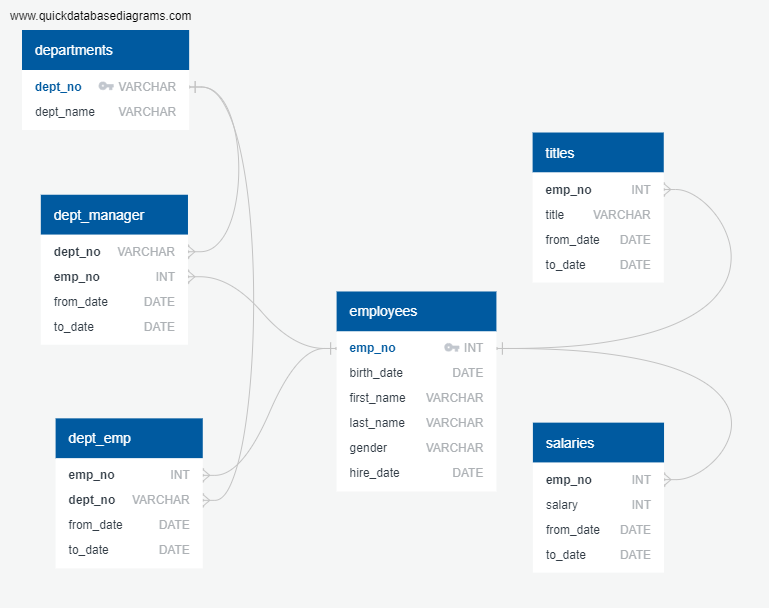 www.quickdatabasediagrams.com
departments
dept_no VARCHAR
dept_name VARCHAR
dept_manager
dept_no VARCHAR
emp_no INT
from_date DATE
to_date DATE
dept_emp
emp_no INT
dept_no VARCHAR
from_date DATE
to_date DATE
employees
emp_no INT
birth_date DATE
first_name VARCHAR
last_name VARCHAR
gender VARCHAR
hire_date DATE
titles
emp_no INT
title VARCHAR
from_date DATE
to_date DATE
salaries
emp_no INT
salary INT
from_date DATE
to_date DATE